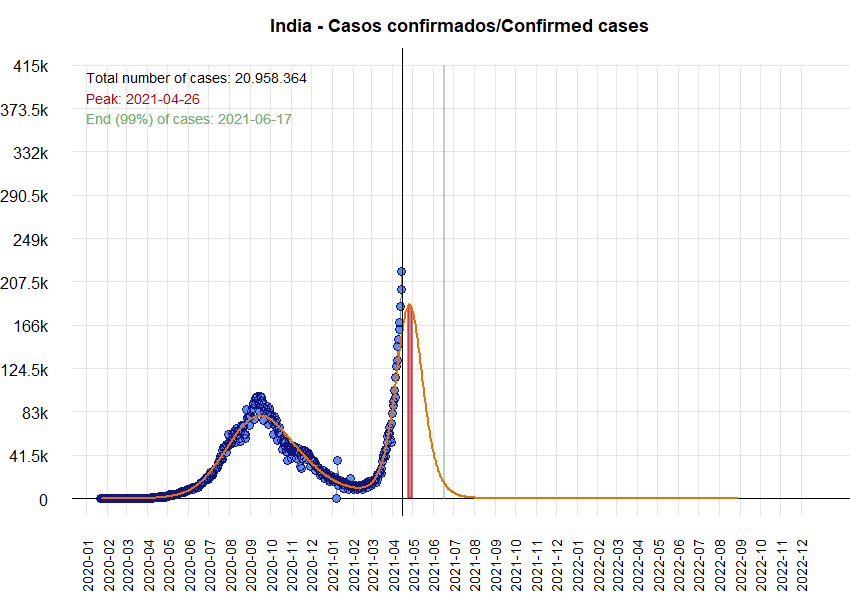 India - Casos confirmados/Confirmed cases
415k
Total number of cases: 20.958.364
Peak: 2021-04-26
373.5k
End (99%) of cases: 2021-06-17
332k
290.5k
249k
207.5k
166k
124.5k
83k
41.5k
0
2020-01
2020-02
2020-03
2020-04
2020-05
2020-06
2020-07
2020-08
2020-09
2020-10
2020-11
2020-12
2021-01
2021-02
2021-03
2021-04
2021-05
2021-06
2021-07
2021-08
2021-09
2021-10
2021-11
2021-12
2022-01
2022-02
2022-03
2022-04
2022-05
2022-06
2022-07
2022-08
2022-09
2022-10
2022-11
2022-12